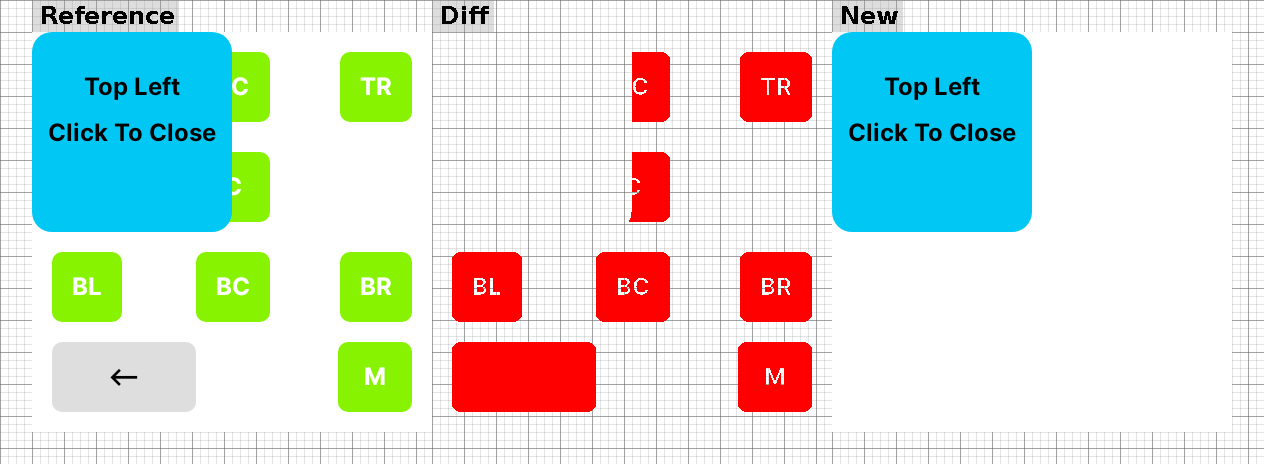 Reference
Top Left
Click To Close
C
TR
C
BL
BC
BR
←
M
Diff
C
TR
C
BL
BC
BR
M
New
Top Left
Click To Close